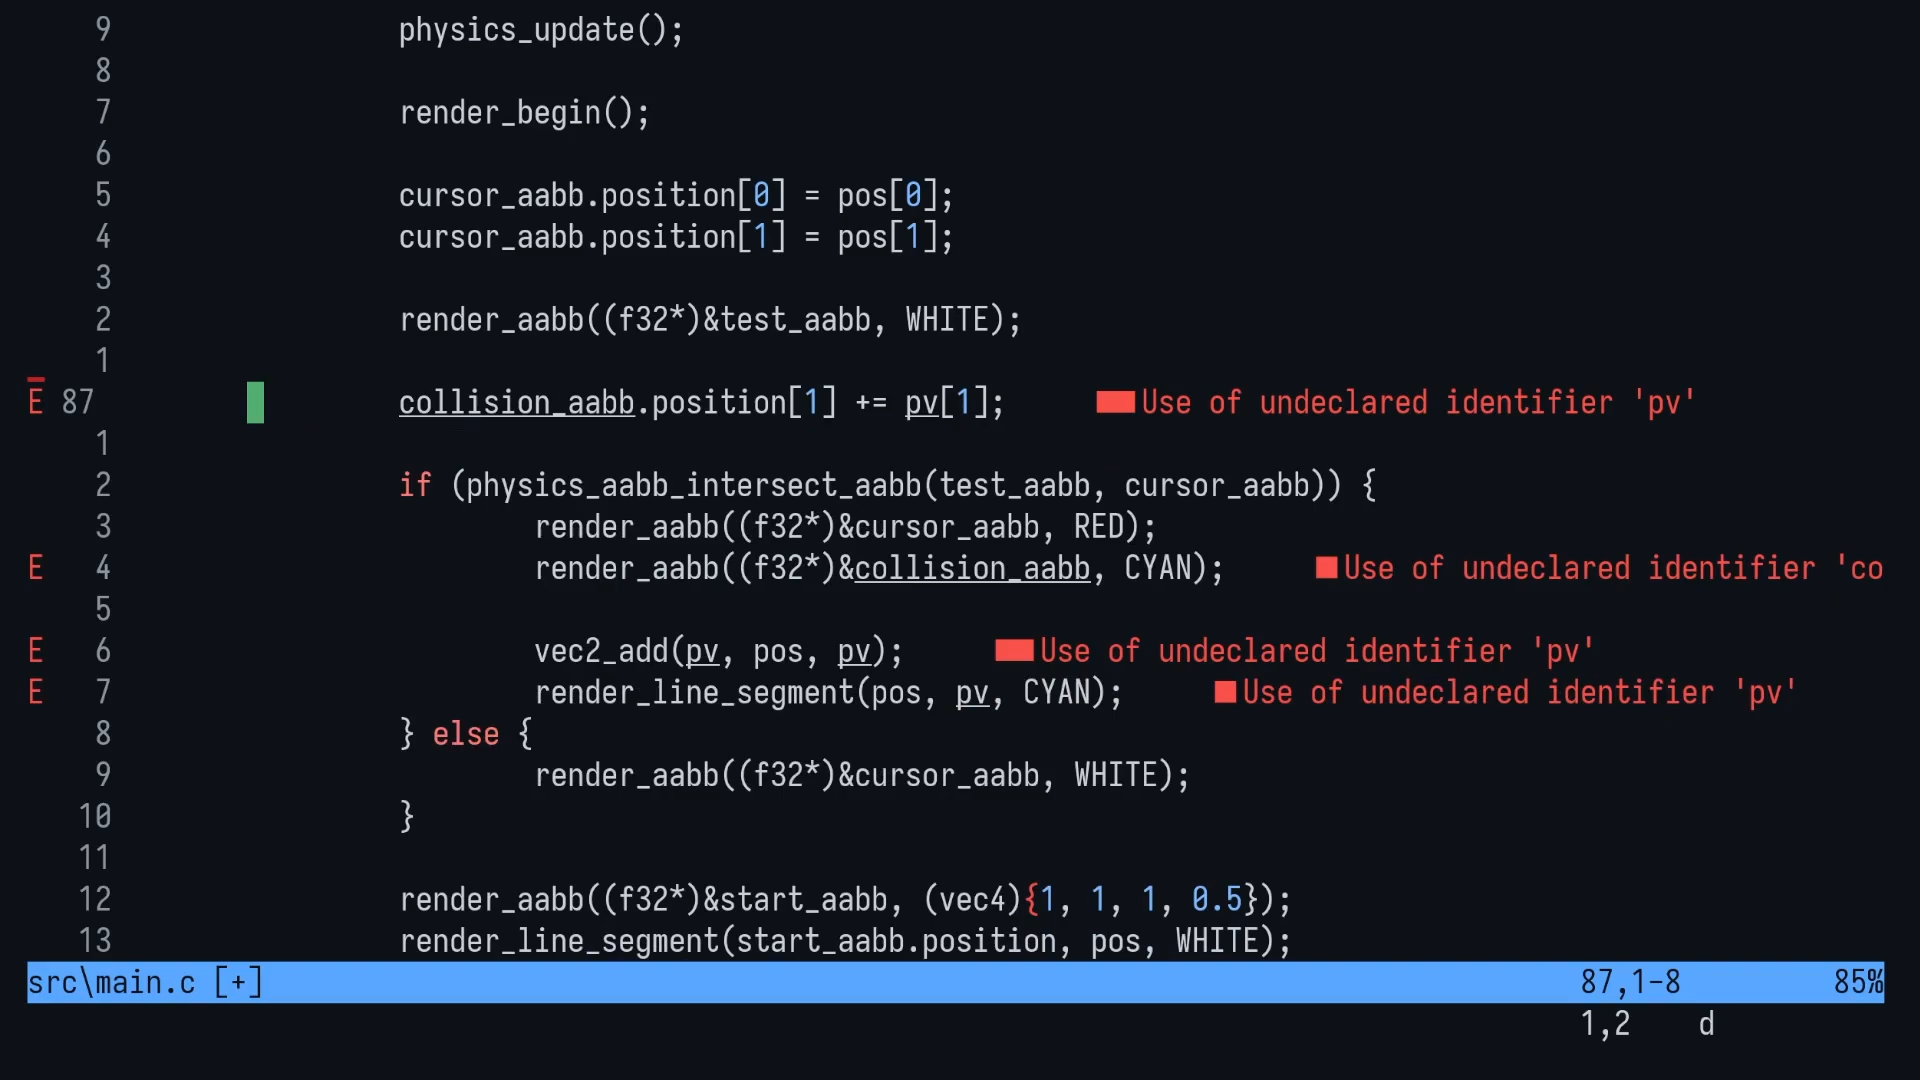 9 physics_update();
8
7 render_begin();
6
5 cursor_aabb.position[0] = pos[0];
4 cursor_aabb.position[1] = pos[1];
3
2 render_aabb((f32*)&test_aabb, WHITE);
1
E 87 collision_aabb.position[1] += pv[1]; Use of undeclared identifier 'pv'
1
2 if (physics_aabb_intersect_aabb(test_aabb, cursor_aabb)) {
3 render_aabb((f32*)&cursor_aabb, RED);
E 4 render_aabb((f32*)&collision_aabb, CYAN); Use of undeclared identifier 'co
5
E 6 vec2_add(pv, pos, pv); Use of undeclared identifier 'pv'
E 7 render_line_segment(pos, pv, CYAN); Use of undeclared identifier 'pv'
8 } else {
9 render_aabb((f32*)&cursor_aabb, WHITE);
10 }
11
12 render_aabb((f32*)&start_aabb, (vec4){1, 1, 1, 0.5});
13 render_line_segment(start_aabb.position, pos, WHITE);
src\main.c [+] 87,1-8 85%
1,2 d